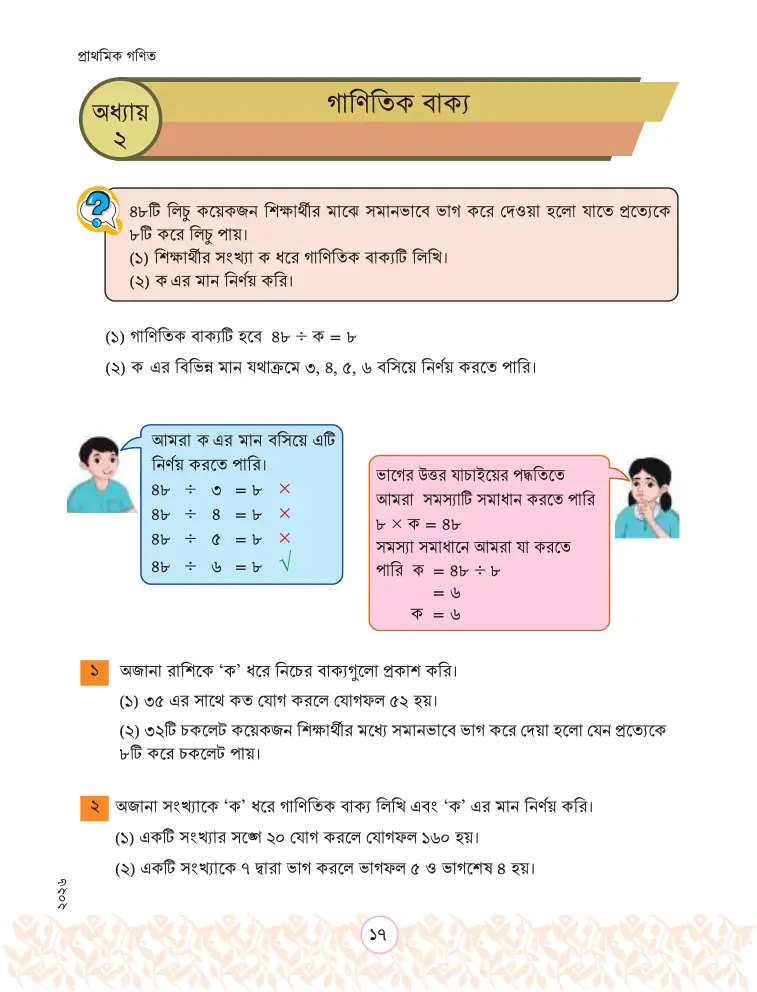 প্রাথমিক গণিত
অধ্যায়
২
গাণিতিক বাক্য
৪৮টি লিচু কয়েকজন শিক্ষার্থীর মাঝে সমানভাবে ভাগ করে দেওয়া হলো যাতে প্রত্যেকে
৮টি করে লিচু পায়।
(১) শিক্ষার্থীর সংখ্যা ক ধরে গাণিতিক বাক্যটি লিখি।
(২) ক এর মান নির্ণয় করি।
(১) গাণিতিক বাক্যটি হবে ৪৮ ÷ ক = ৮
(২) ক এর বিভিন্ন মান যথাক্রমে ৩, ৪, ৫, ৬ বসিয়ে নির্ণয় করতে পারি।
আমরা ক এর মান বসিয়ে এটি
নির্ণয় করতে পারি।
৪৮ ÷ ৩ = ৮ ×
৪৮ ÷ ৪ = ৮ ×
৪৮ ÷ ৫ = ৮ ×
৪৮ ÷ ৬ = ৮ √
ভাগের উত্তর যাচাইয়ের পদ্ধতিতে
আমরা সমস্যাটি সমাধান করতে পারি
৮ × ক = ৪৮
সমস্যা সমাধানে আমরা যা করতে
পারি ক = ৪৮ ÷ ৮
= ৬
ক = ৬
১ অজানা রাশিকে ‘ক’ ধরে নিচের বাক্যগুলো প্রকাশ করি।
(১) ৩৫ এর সাথে কত যোগ করলে যোগফল ৫২ হয়।
(২) ৩২টি চকলেট কয়েকজন শিক্ষার্থীর মধ্যে সমানভাবে ভাগ করে দেয়া হলো যেন প্রত্যেকে
৮টি করে চকলেট পায়।
২ অজানা সংখ্যাকে ‘ক’ ধরে গাণিতিক বাক্য লিখি এবং ‘ক’ এর মান নির্ণয় করি।
(১) একটি সংখ্যার সঙ্গে ২০ যোগ করলে যোগফল ১৬০ হয়।
(২) একটি সংখ্যাকে ৭ দ্বারা ভাগ করলে ভাগফল ৫ ও ভাগশেষ ৪ হয়।
২০২৬
১৭